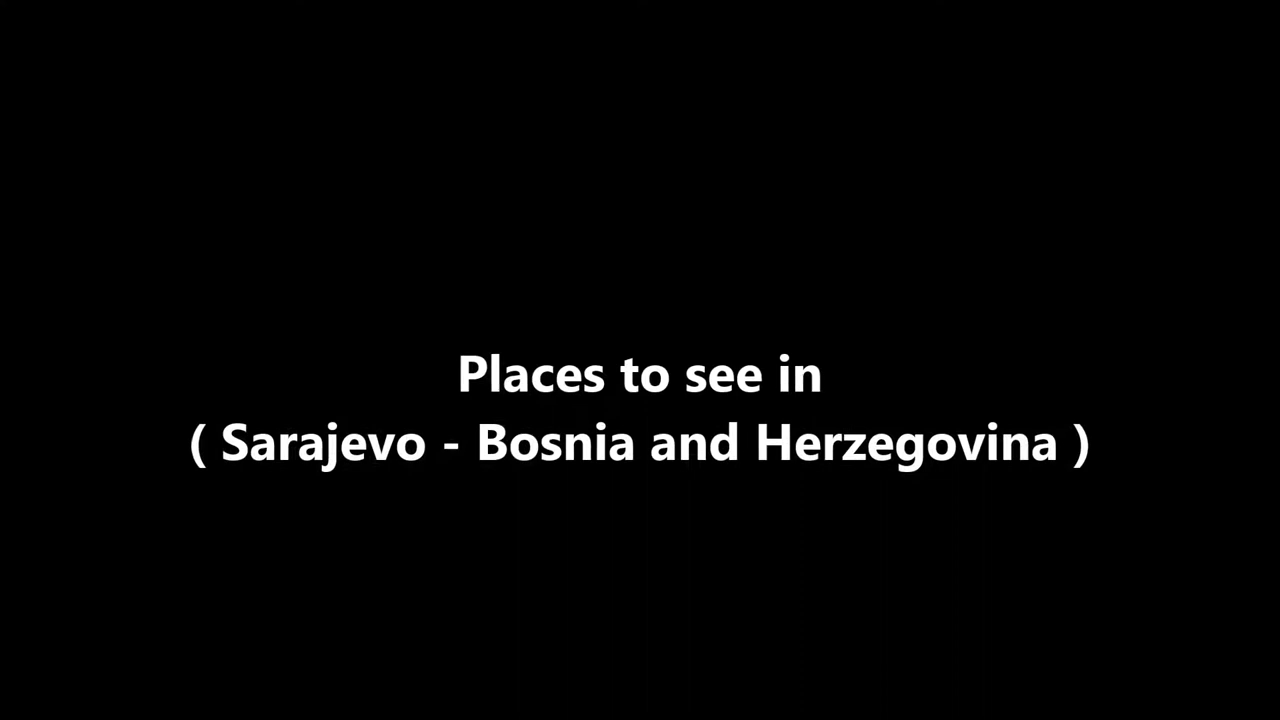 Places to see in
( Sarajevo - Bosnia and Herzegovina )